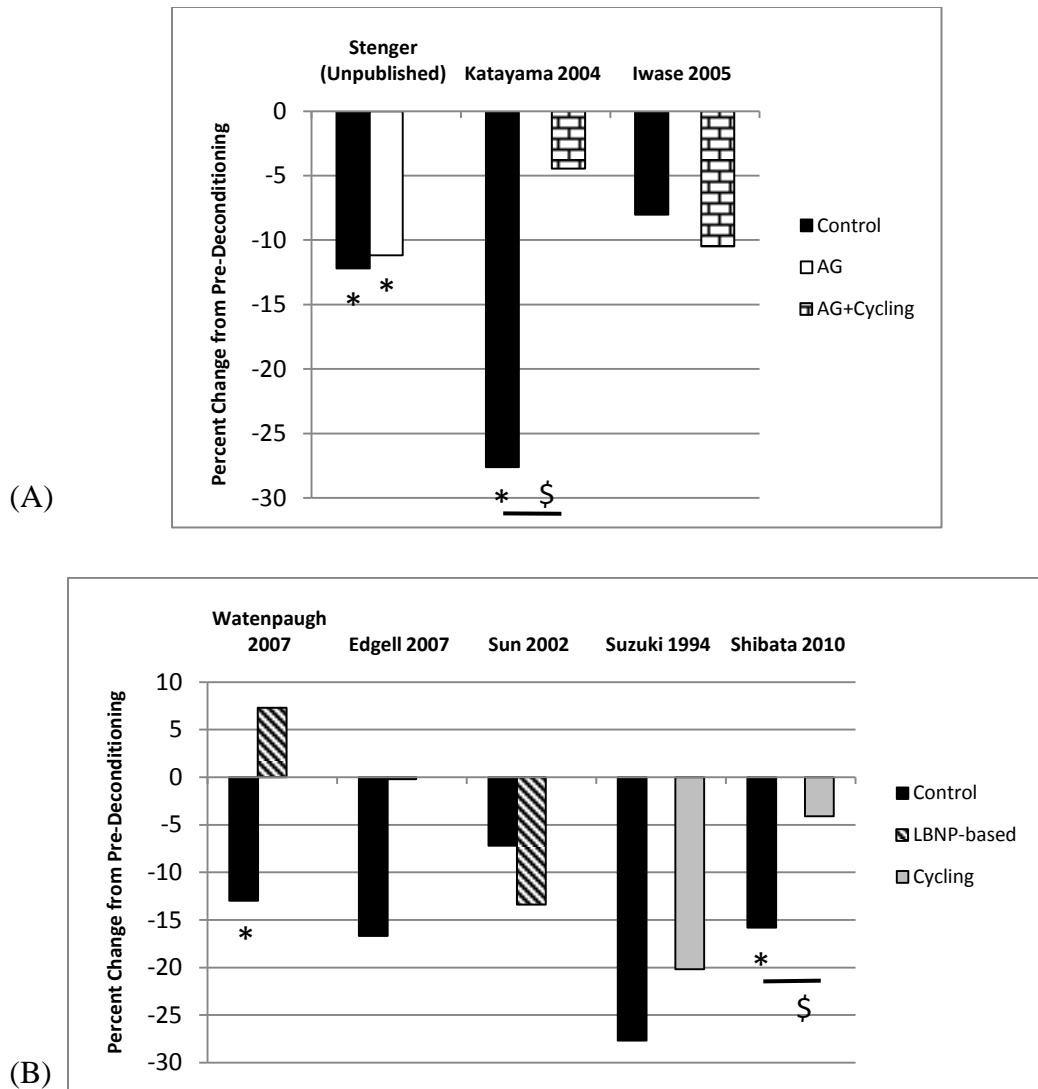 Stenger
(Unpublished) Katayama 2004 Iwase 2005
0
-5
-10
-15
-20
-25
-30
Percent Change from Pre-Deconditioning
* *
* $
Control
AG
AG+Cycling
(A)
Watenpaugh
2007 Edgell 2007 Sun 2002 Suzuki 1994 Shibata 2010
10
5
0
-5
-10
-15
-20
-25
-30
Percent Change from Pre-Deconditioning
*
*
$
Control
LBNP-based
Cycling
(B)